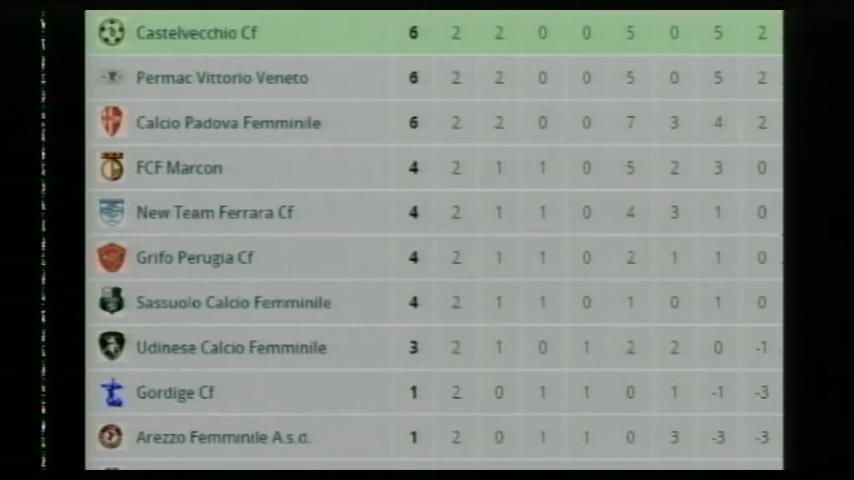 Castelvecchio Cf 6 2 2 0 0 5 0 5 2
Permac Vittorio Veneto 6 2 2 0 0 5 0 5 2
Calcio Padova Femminile 6 2 2 0 0 7 3 4 2
FCF Marcon 4 2 1 1 0 5 2 3 0
New Team Ferrara Cf 4 2 1 1 0 4 3 1 0
Grifo Perugia Cf 4 2 1 1 0 2 1 1 0
Sassuolo Calcio Femminile 4 2 1 1 0 1 0 1 0
Udinese Calcio Femminile 3 2 1 0 1 2 2 0 -1
Gordige Cf 1 2 0 1 1 0 1 -1 -3
Arezzo Femminile A.s.d. 1 2 0 1 1 0 3 -3 -3